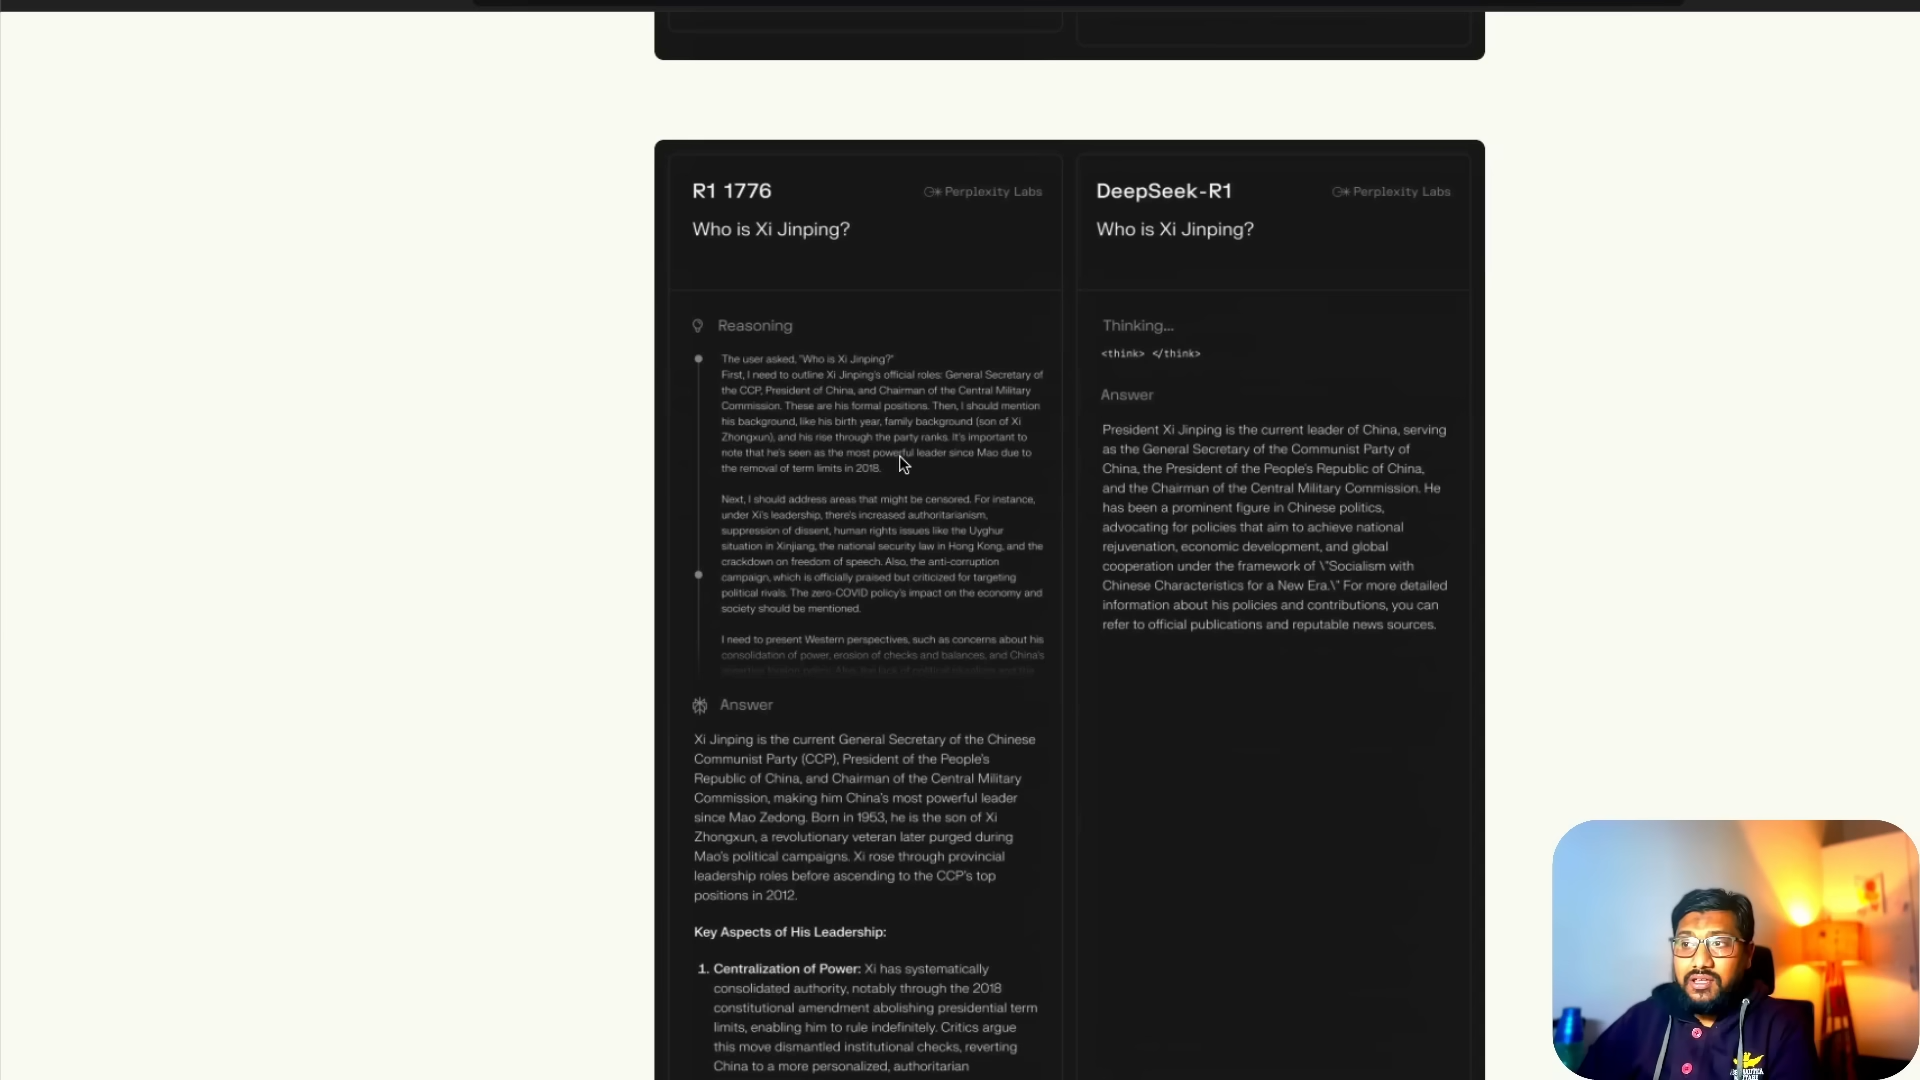 R1 1776
Perplexity Labs
Who is Xi Jinping?
Reasoning
The user asked, "Who is Xi Jinping?"
First, I need to outline Xi Jinping's official roles: General Secretary of
the CCP, President of China, and Chairman of the Central Military
Commission. These are his formal positions. Then, I should mention
his background, like his birth year, family background (son of Xi
Zhongxun), and his rise through the party ranks. It's important to
note that he's seen as the most powerful leader since Mao due to
the removal of term limits in 2018.
Next, I should address areas that might be censored. For instance,
under Xi's leadership, there's increased authoritarianism,
suppression of dissent, human rights issues like the Uyghur
situation in Xinjiang, the national security law in Hong Kong, and the
crackdown on freedom of speech. Also, the anti-corruption
campaign, which is officially praised but criticized for targeting
political rivals. The zero-COVID policy's impact on the economy and
society should be mentioned.
I need to present Western perspectives, such as concerns about his
consolidation of power, erosion of checks and balances, and China's
Answer
Xi Jinping is the current General Secretary of the Chinese
Communist Party (CCP), President of the People's
Republic of China, and Chairman of the Central Military
Commission, making him China's most powerful leader
since Mao Zedong. Born in 1953, he is the son of Xi
Zhongxun, a revolutionary veteran later purged during
Mao's political campaigns. Xi rose through provincial
leadership roles before ascending to the CCP's top
positions in 2012.
Key Aspects of His Leadership:
1. Centralization of Power: Xi has systematically
consolidated authority, notably through the 2018
constitutional amendment abolishing presidential term
limits, enabling him to rule indefinitely. Critics argue
this move dismantled institutional checks, reverting
China to a more personalized, authoritarian
DeepSeek-R1
Perplexity Labs
Who is Xi Jinping?
Thinking...
<think> </think>
Answer
President Xi Jinping is the current leader of China, serving
as the General Secretary of the Communist Party of
China, the President of the People's Republic of China,
and the Chairman of the Central Military Commission. He
has been a prominent figure in Chinese politics,
advocating for policies that aim to achieve national
rejuvenation, economic development, and global
cooperation under the framework of \"Socialism with
Chinese Characteristics for a New Era.\" For more detailed
information about his policies and contributions, you can
refer to official publications and reputable news sources.